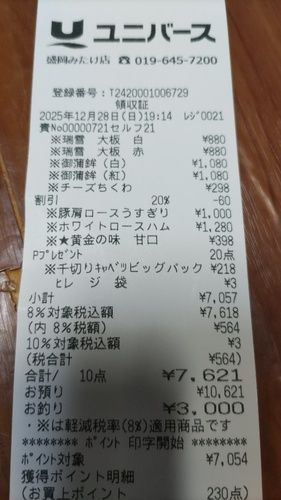 ユニバース
盛岡みたけ店 ☎019-645-7200
登録番号：T2420001006729
領収証
2025年12月28日(日)19:14 レジ0021
責No00000721セルフ21
※瑞雪 大板 白 ¥880
※瑞雪 大板 赤 ¥880
※御蒲鉾(白) ¥1,080
※御蒲鉾(紅) ¥1,080
※チーズちくわ ¥298
割引 20% -60
※豚肩ロースうすぎり ¥1,000
※ホワイトロースハム ¥1,280
※★黄金の味 甘口 ¥398
Pプレゼント 20点
※千切りキャベツビッグパック ¥218
ヒレ ジ 袋 ¥3
小計 ¥7,057
8%対象税込額 ¥7,618
(内 8%税額) ¥564
10%対象税込額 ¥3
(税合計 ¥564)
合計/ 10点 ¥7,621
お預り ¥10,621
お釣り ¥3,000
・※は軽減税率(8%)適用商品です
******** ポイント 印字開始 ********
ポイント対象 ¥7,054
獲得ポイント明細
(お買上ポイント 230点)